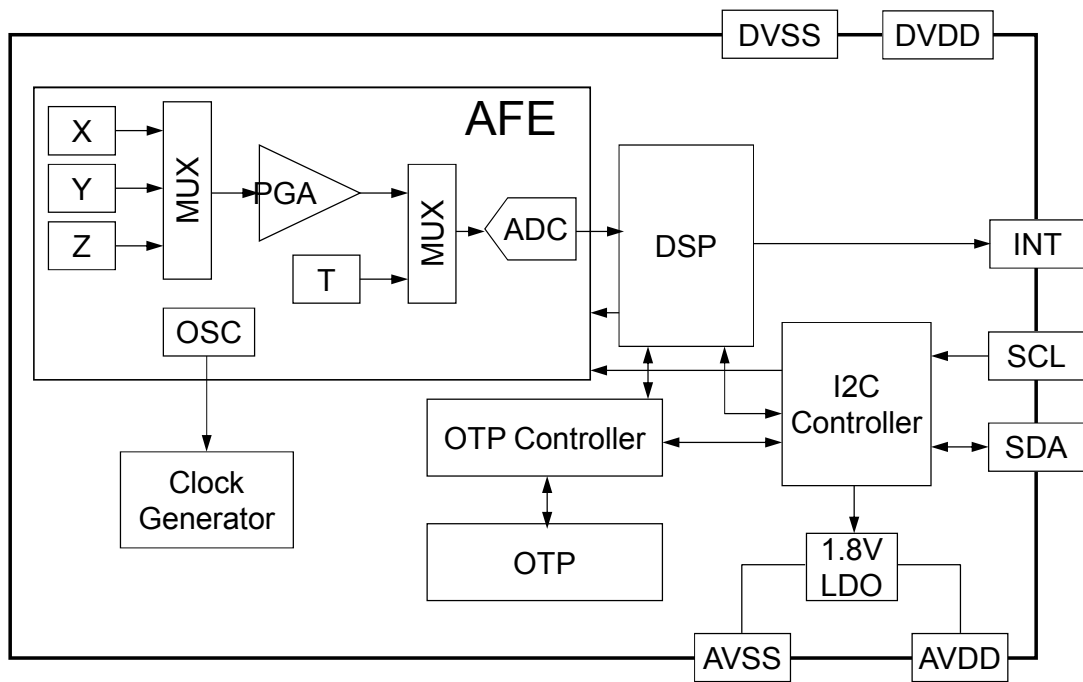 DVSS
DVDD
AFE
X
Y
Z
MUX
PGA
MUX
ADC
T
OSC
DSP
INT
SCL
SDA
I2C
Controller
OTP Controller
Clock
Generator
OTP
1.8V
LDO
AVSS
AVDD